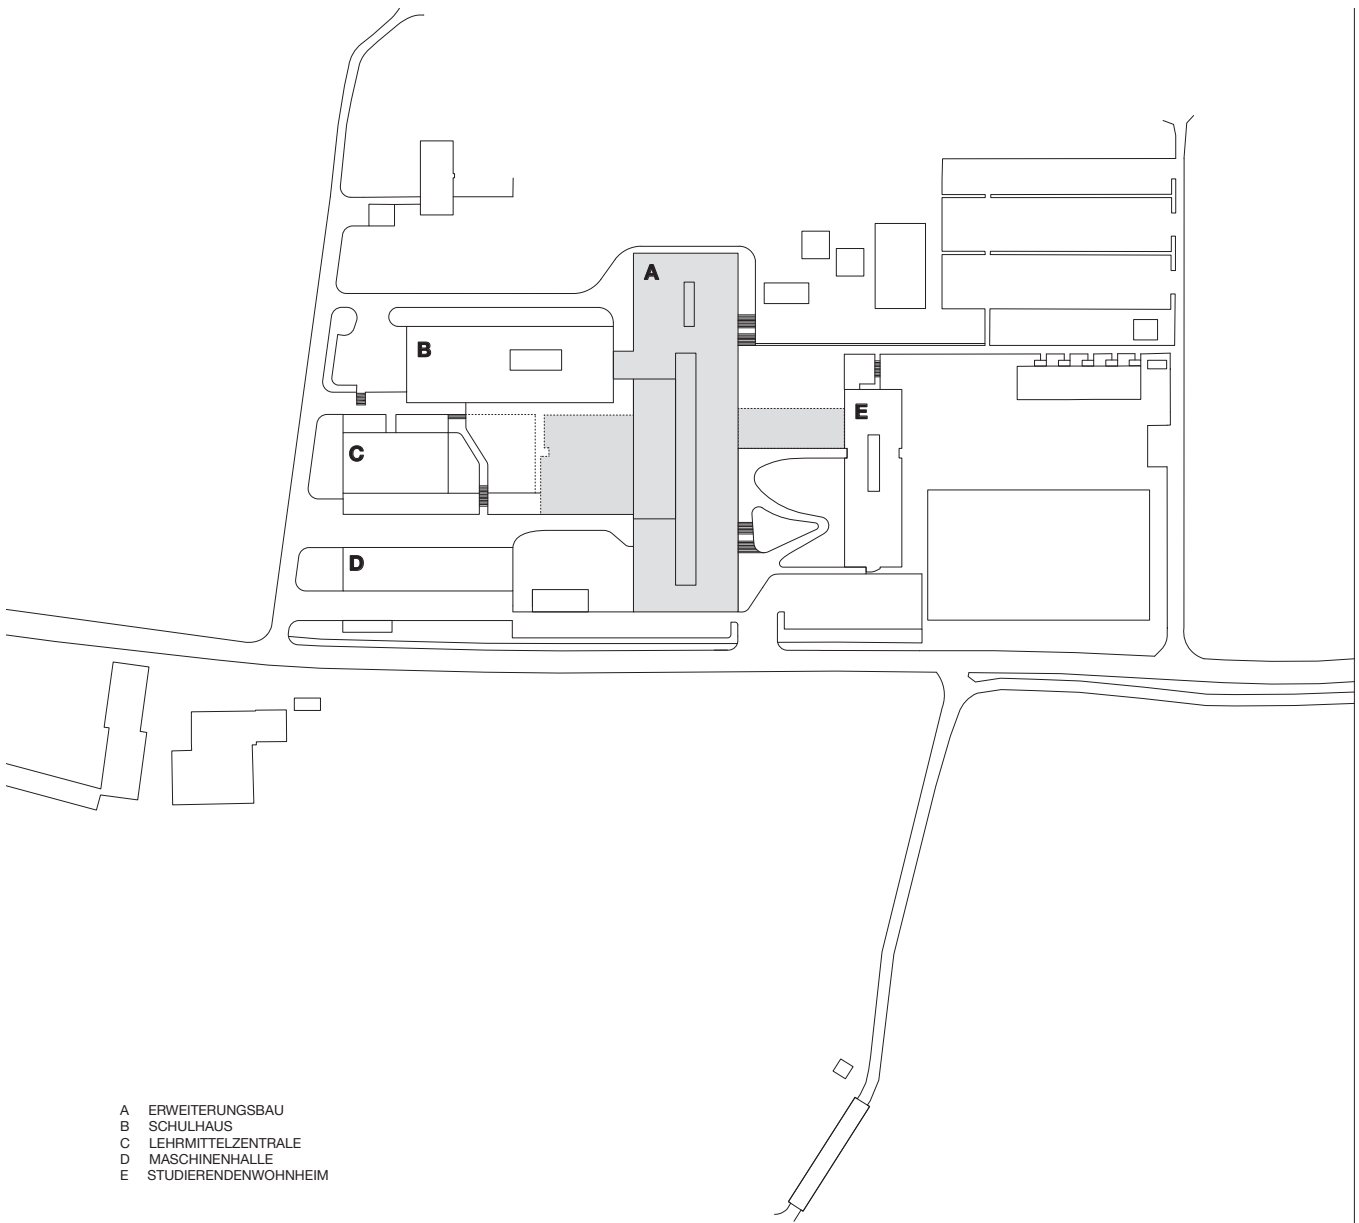 A
B
E
C
D
A ERWEITERUNGSBAU
B SCHULHAUS
C LEHRMITTELZENTRALE
D MASCHINENHALLE
E STUDIERENDENWOHNHEIM